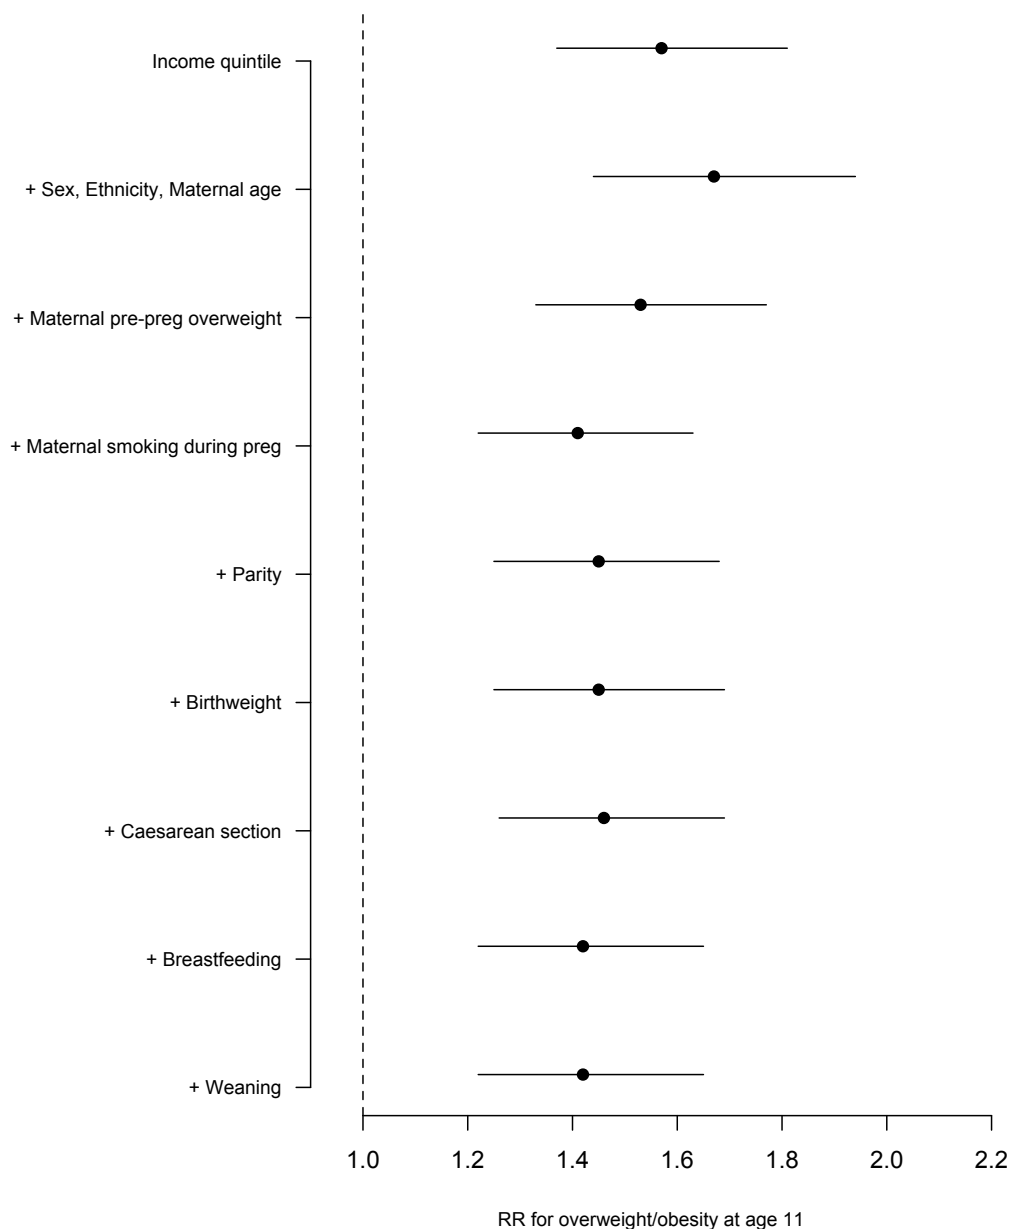 Income quintile
+ Sex, Ethnicity, Maternal age
+ Maternal pre-preg overweight
+ Maternal smoking during preg
+ Parity
+ Birthweight
+ Caesarean section
+ Breastfeeding
+ Weaning
1.0 1.2 1.4 1.6 1.8 2.0 2.2
RR for overweight/obesity at age 11